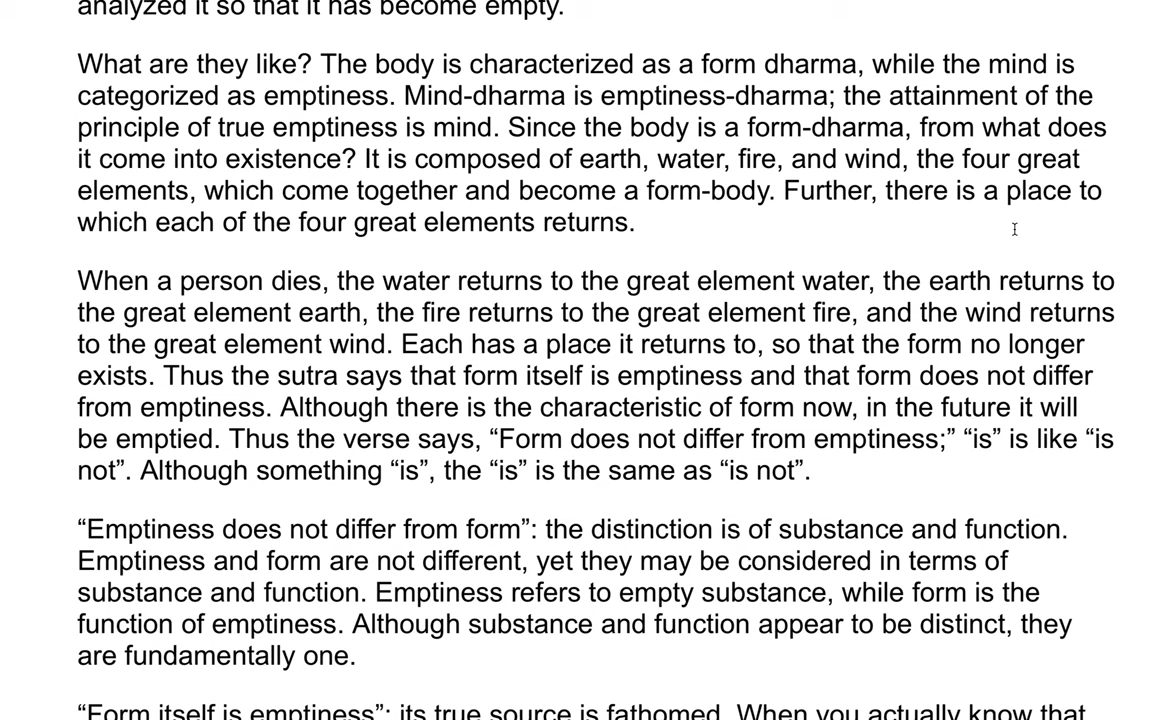 analyzed it so that it has become empty.
What are they like? The body is characterized as a form dharma, while the mind is
categorized as emptiness. Mind-dharma is emptiness-dharma; the attainment of the
principle of true emptiness is mind. Since the body is a form-dharma, from what does
it come into existence? It is composed of earth, water, fire, and wind, the four great
elements, which come together and become a form-body. Further, there is a place to
which each of the four great elements returns.
When a person dies, the water returns to the great element water, the earth returns to
the great element earth, the fire returns to the great element fire, and the wind returns
to the great element wind. Each has a place it returns to, so that the form no longer
exists. Thus the sutra says that form itself is emptiness and that form does not differ
from emptiness. Although there is the characteristic of form now, in the future it will
be emptied. Thus the verse says, “Form does not differ from emptiness;” “is” is like “is
not”. Although something “is”, the “is” is the same as “is not”.
“Emptiness does not differ from form”: the distinction is of substance and function.
Emptiness and form are not different, yet they may be considered in terms of
substance and function. Emptiness refers to empty substance, while form is the
function of emptiness. Although substance and function appear to be distinct, they
are fundamentally one.
“Form itself is emptiness”: its true source is fathomed. When you actually know that